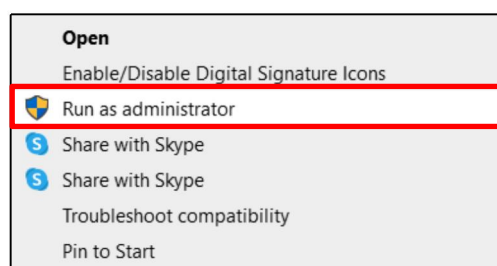 Open
Enable/Disable Digital Signature Icons
Run as administrator
Share with Skype
Share with Skype
Troubleshoot compatibility
Pin to Start